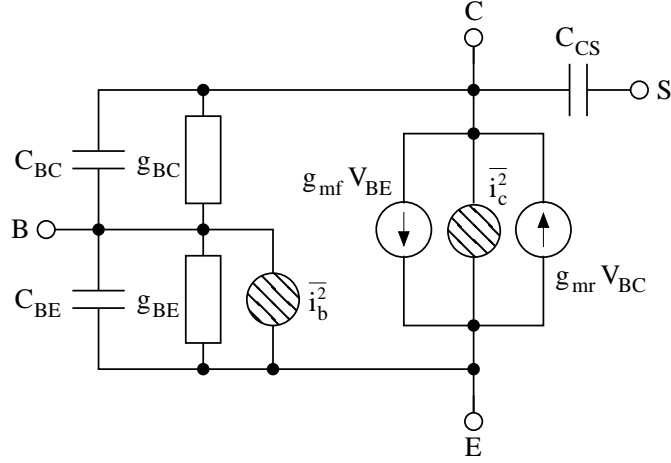 C
C_CS
S
C_BC
g_BC
g_mf V_BE
i_c^2
B
C_BE
g_BE
i_b^2
g_mr V_BC
E